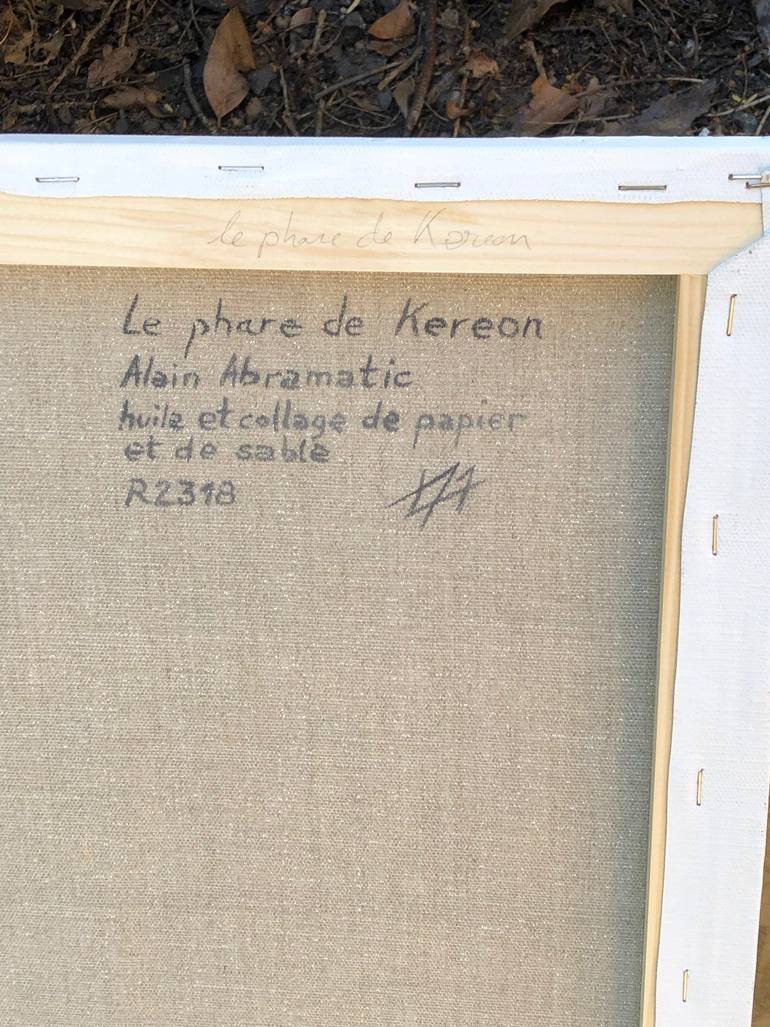 le phare de Kereon
Le phare de Kereon
Alain Abramatic
huile et collage de papier
et de sable
R2318